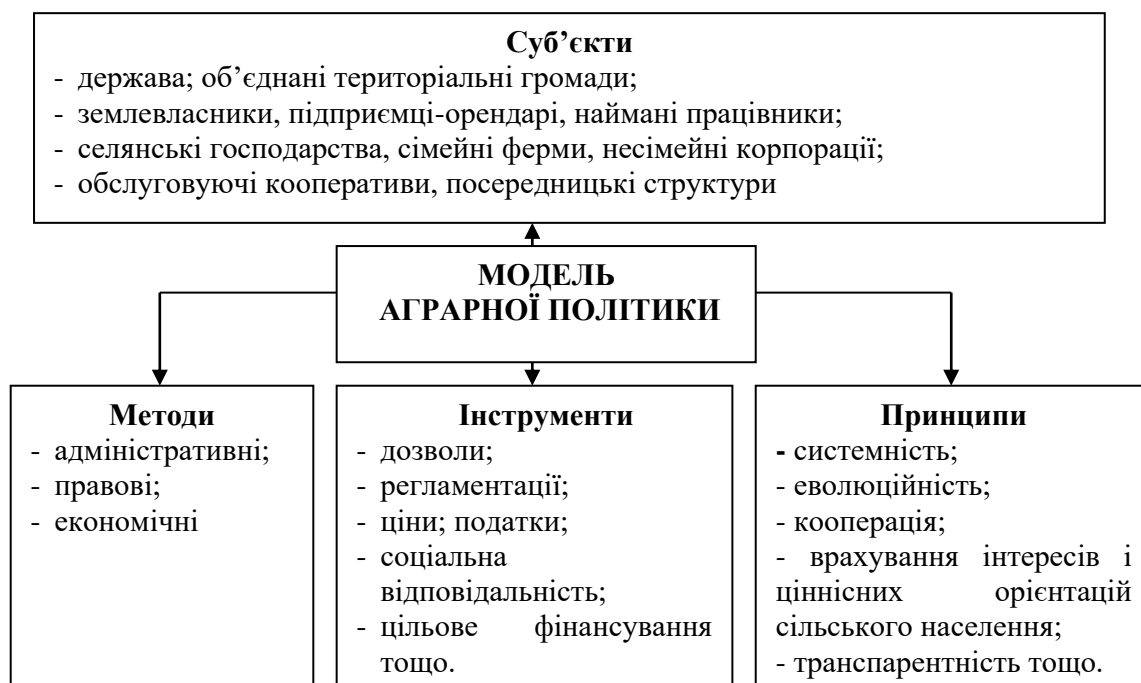 Суб’єкти
- держава; об’єднані територіальні громади;
- землевласники, підприємці-орендарі, наймані працівники;
- селянські господарства, сімейні ферми, несімейні корпорації;
- обслуговуючі кооперативи, посередницькі структури
МОДЕЛЬ
АГРАРНОЇ ПОЛІТИКИ
Методи
- адміністративні;
- правові;
- економічні
Інструменти
- дозволи;
- регламентації;
- ціни; податки;
- соціальна
відповідальність;
- цільове фінансування
тощо.
Принципи
- системність;
- еволюційність;
- кооперація;
- врахування інтересів і
ціннісних орієнтацій
сільського населення;
- транспарентність тощо.